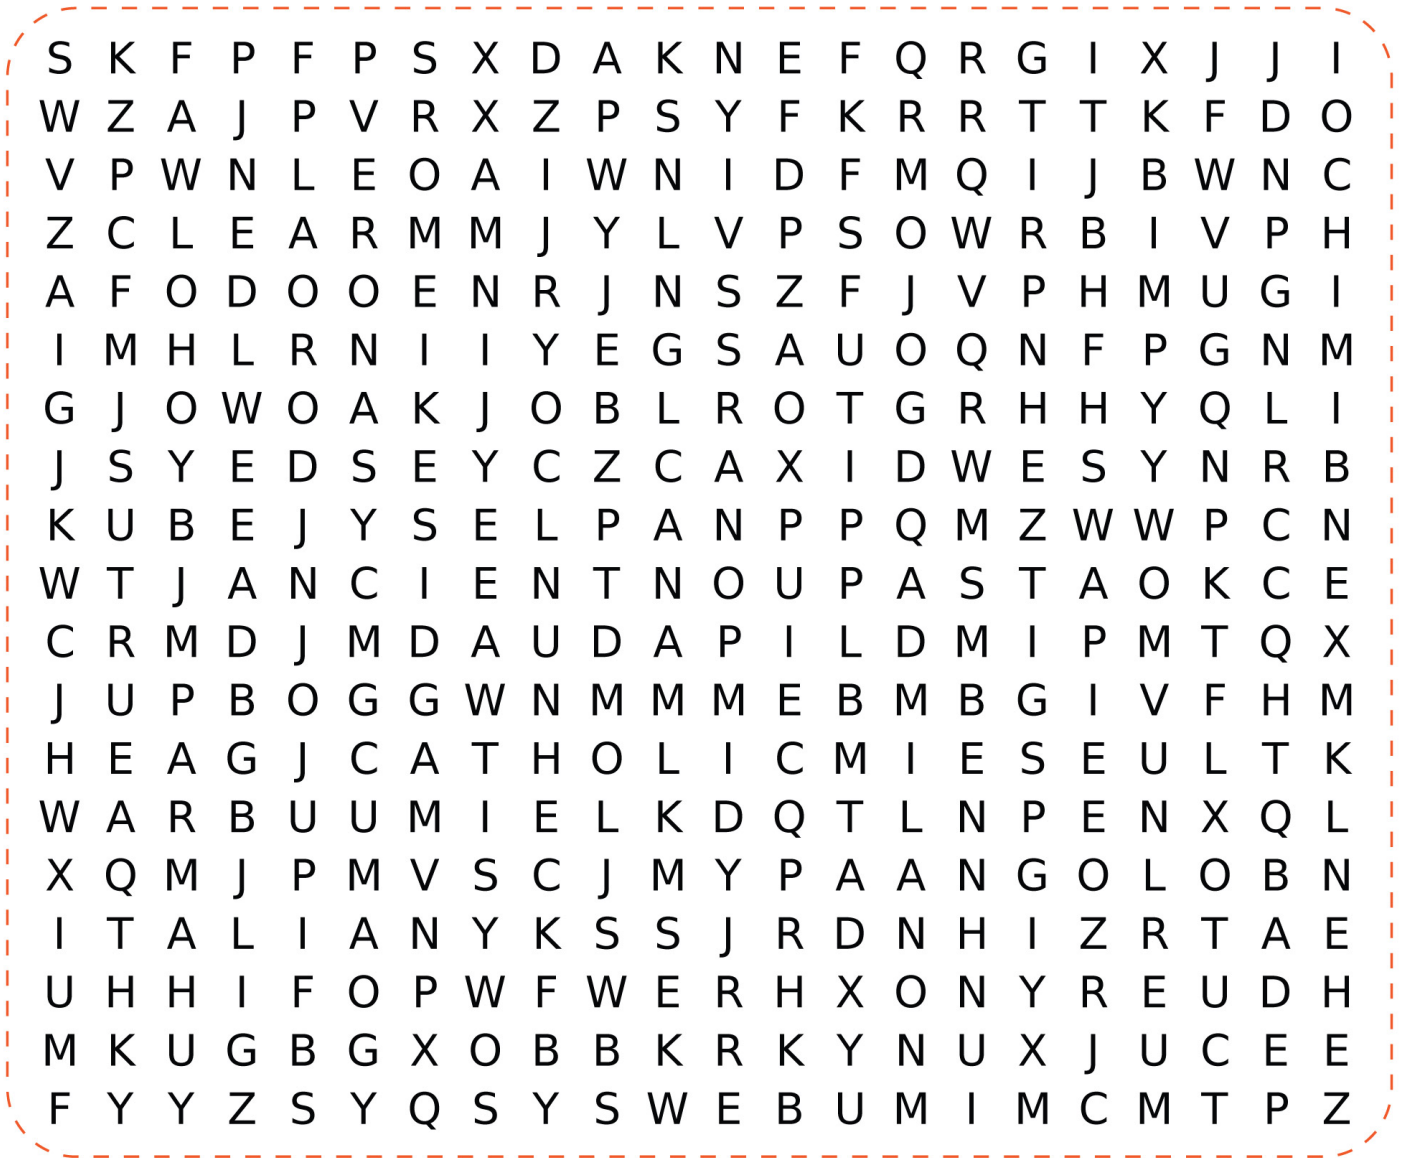 S K F P F P S X D A K N E F Q R G I X J J I
W Z A J P V R X Z P S Y F K R R T T K F D O
V P W N L E O A I W N I D F M Q I J B W N C
Z C L E A R M M J Y L V P S O W R B I V P H
A F O D O O E N R J N S Z F J V P H M U G I
I M H L R N I I Y E G S A U O Q N F P G N M
G J O W O A K J O B L R O T G R H H Y Q L I
J S Y E D S E Y C Z C A X I D W E S Y N R B
K U B E J Y S E L P A N P P Q M Z W W P C N
W T J A N C I E N T N O U P A S T A O K C E
C R M D J M D A U D A P I L D M I P M T Q X
J U P B O G G W N M M M E B M B G I V F H M
H E A G J C A T H O L I C M I E S E U L T K
W A R B U U M I E L K D Q T L N P E N X Q L
X Q M J P M V S C J M Y P A A N G O L O B N
I T A L I A N Y K S S J R D N H I Z R T A E
U H H I F O P W F W E R H X O N Y R E U D H
M K U G B G X O B B K R K Y N U X J U C E E
F Y Y Z S Y Q S Y S W E B U M I M C M T P Z